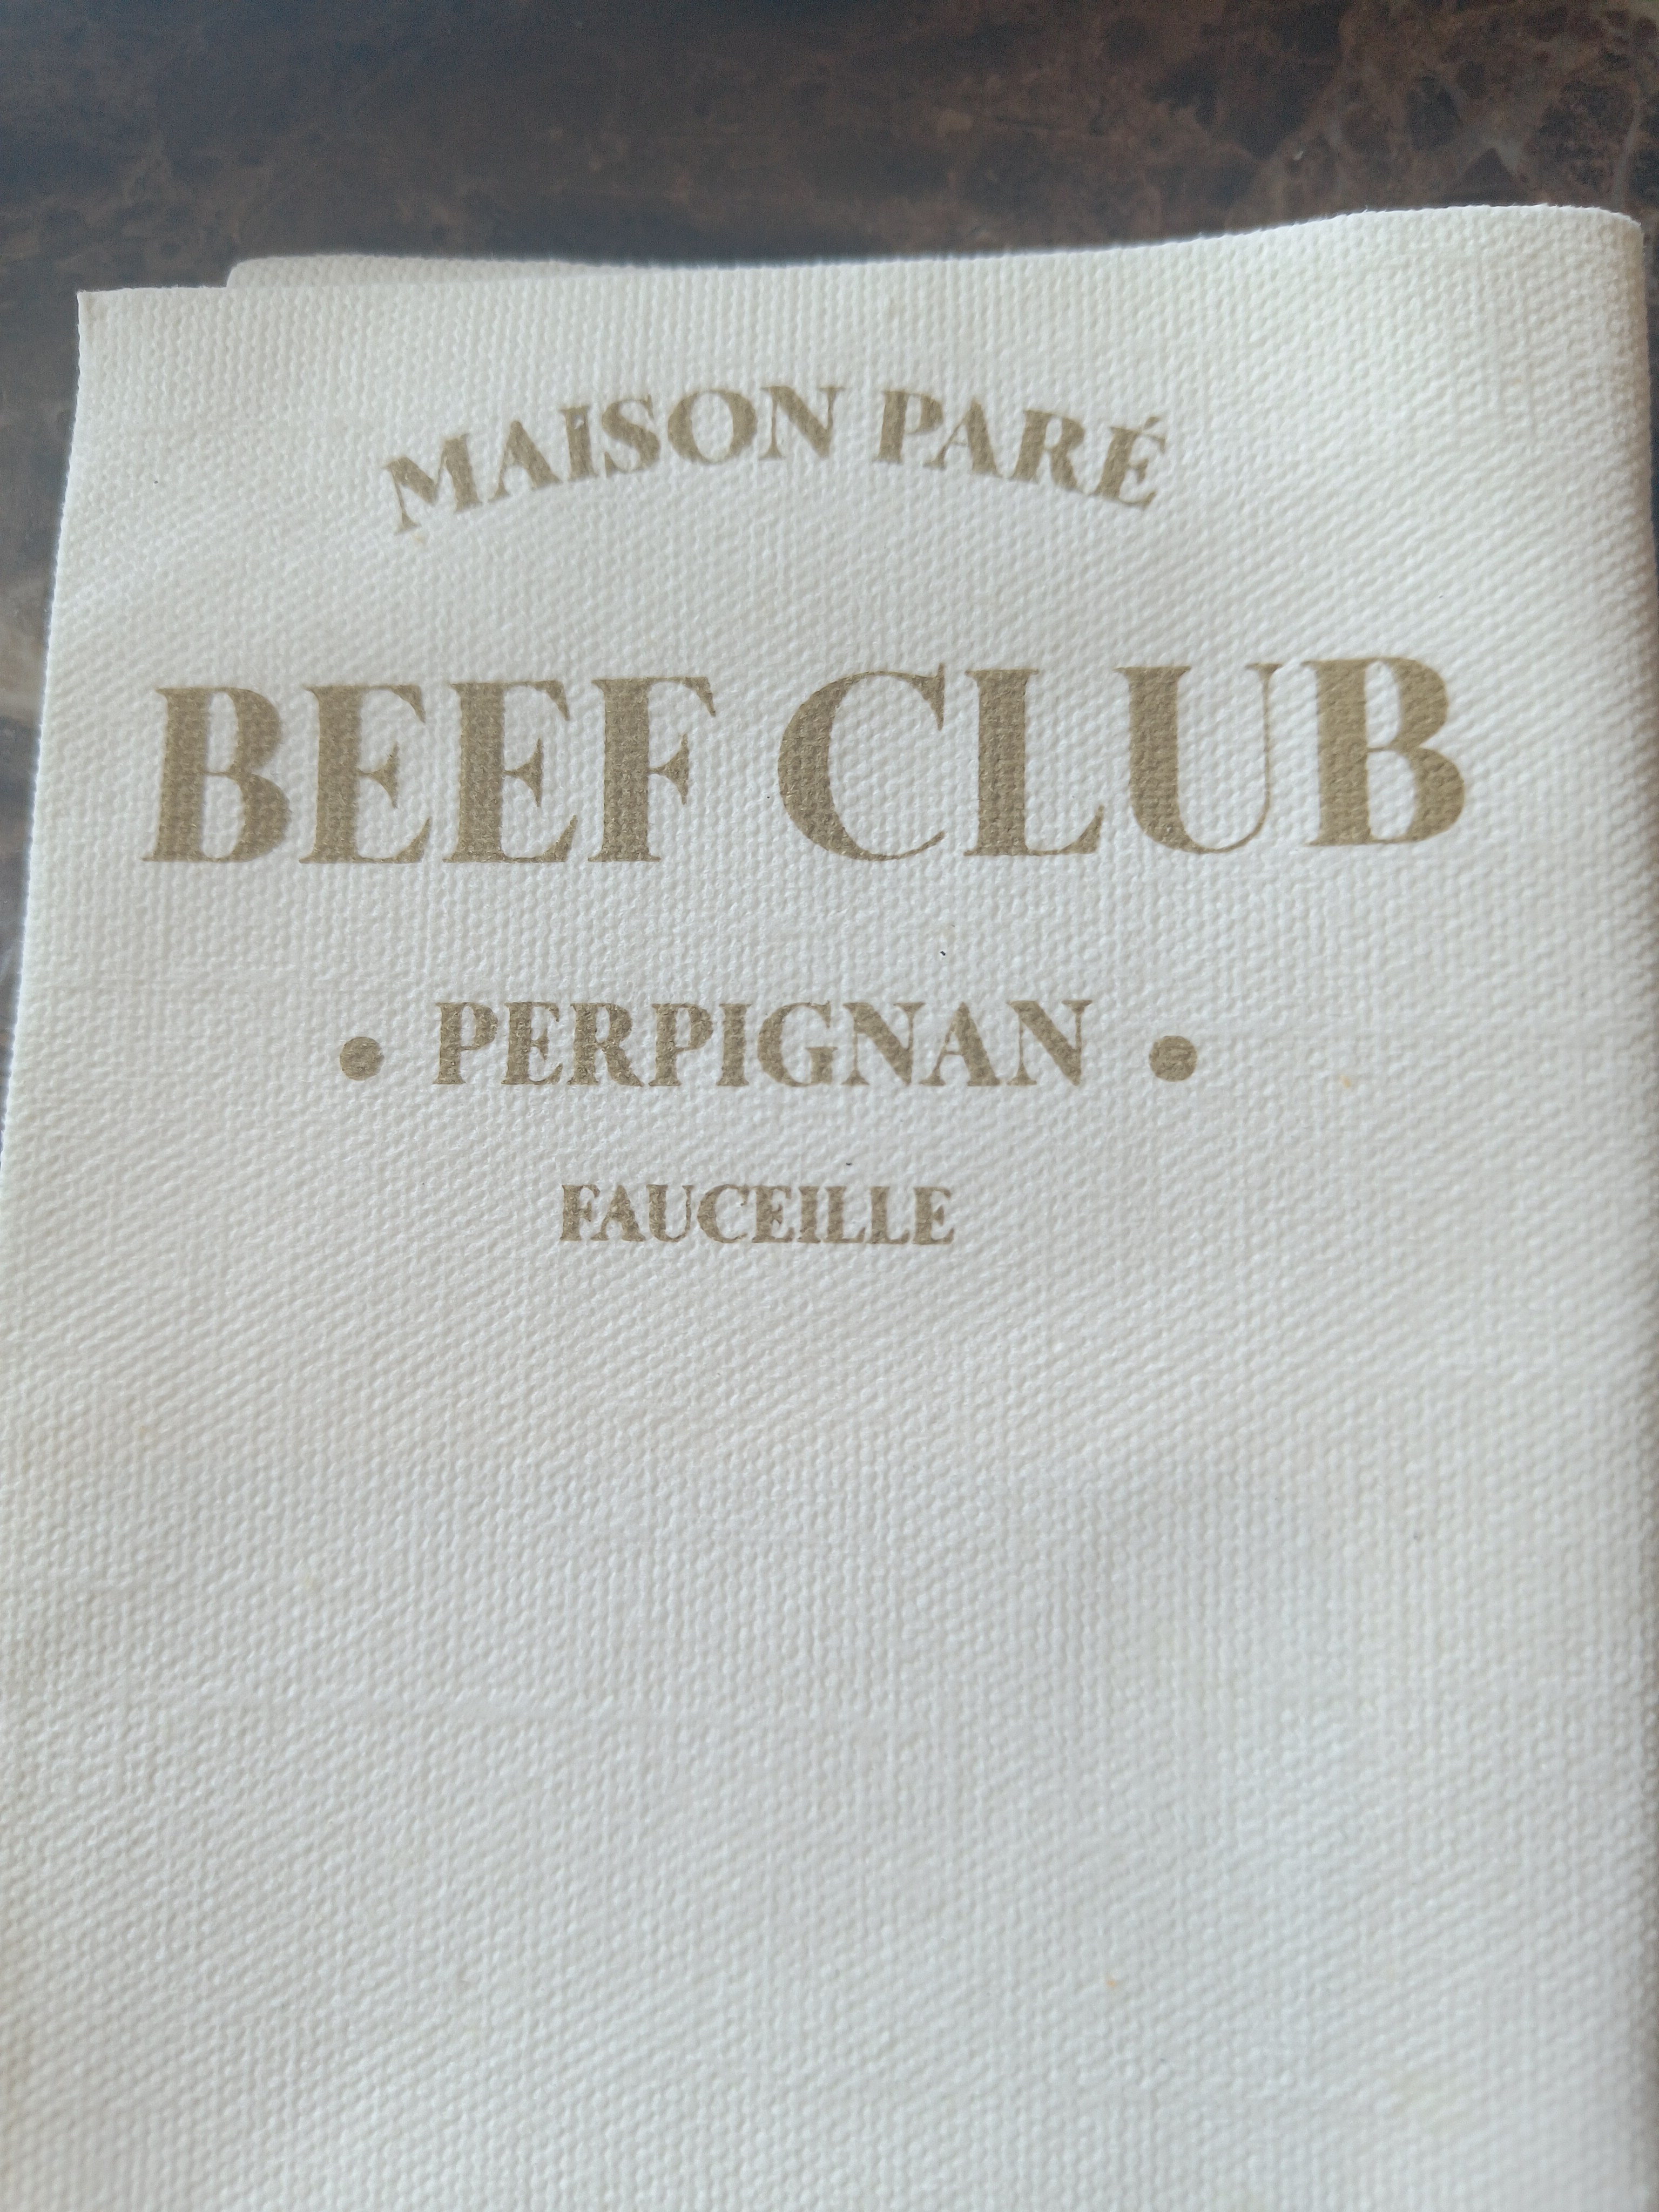 MAISON PARÉ
BEEF CLUB
• PERPIGNAN •
FAUCEILLE